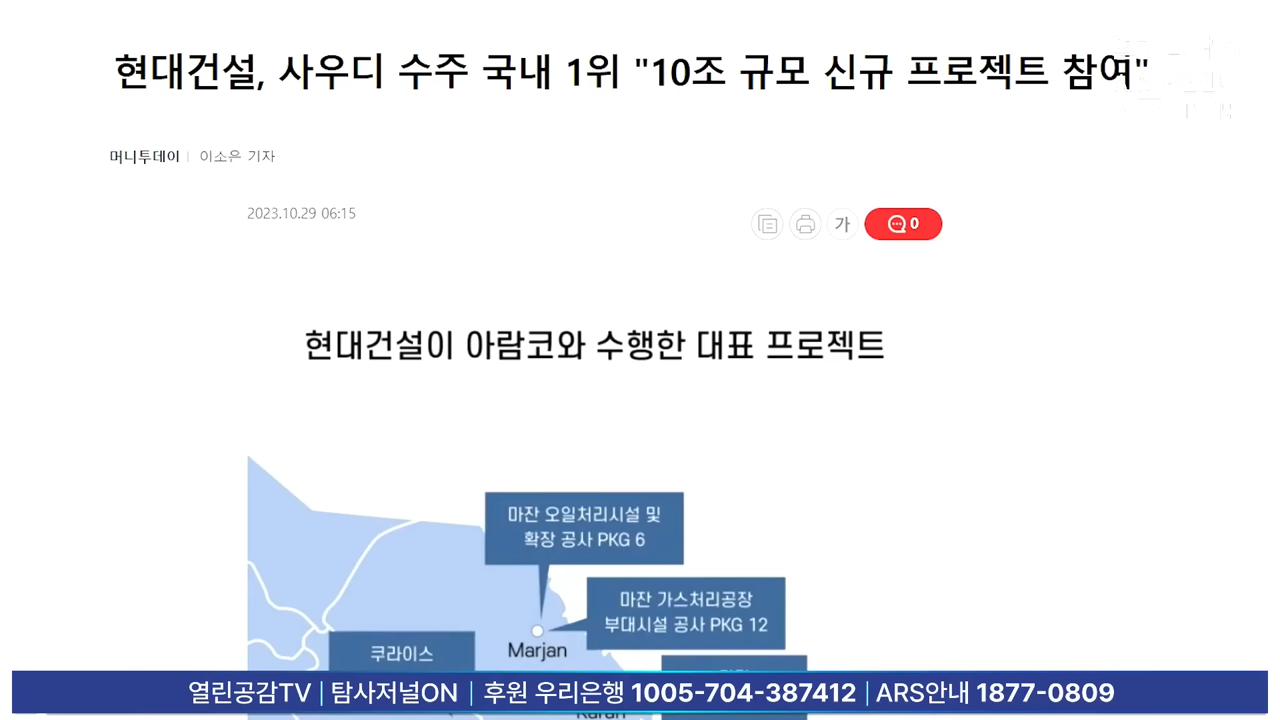 현대건설, 사우디 수주 국내 1위 "10조 규모 신규 프로젝트 참여"
머니투데이 | 이소은 기자
2023.10.29 06:15
가
0
현대건설이 아람코와 수행한 대표 프로젝트
마잔 오일처리시설 및
확장 공사 PKG 6
마잔 가스처리공장
부대시설 공사 PKG 12
Marjan
쿠라이스
열린공감TV | 탐사저널ON | 후원 우리은행 1005-704-387412 | ARS안내 1877-0809